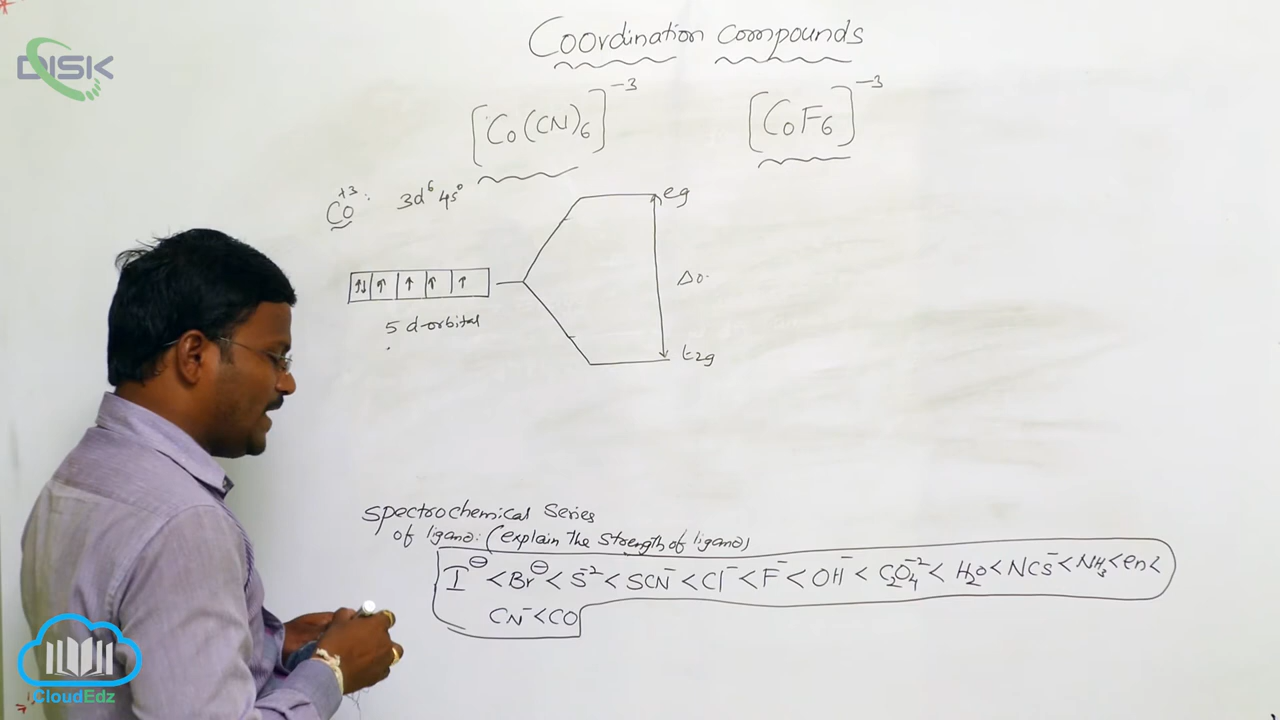 DISK
Coordination compounds
[Co(CN)6]⁻³
[CoF6]⁻³
Co⁺³: 3d⁶ 4s⁰
eg
↑↓ ↑ ↑ ↑ ↑
Δo.
5 d-orbital
t2g
Spectrochemical Series
of ligand: (explain the strength of ligand)
I⊖ < Br⊖ < S⁻² < SCN⁻ < Cl⁻ < F⁻ < OH⁻ < C2O4⁻² < H2O < NCS⁻ < NH3 < en <
CN⁻ < CO
CloudEdz